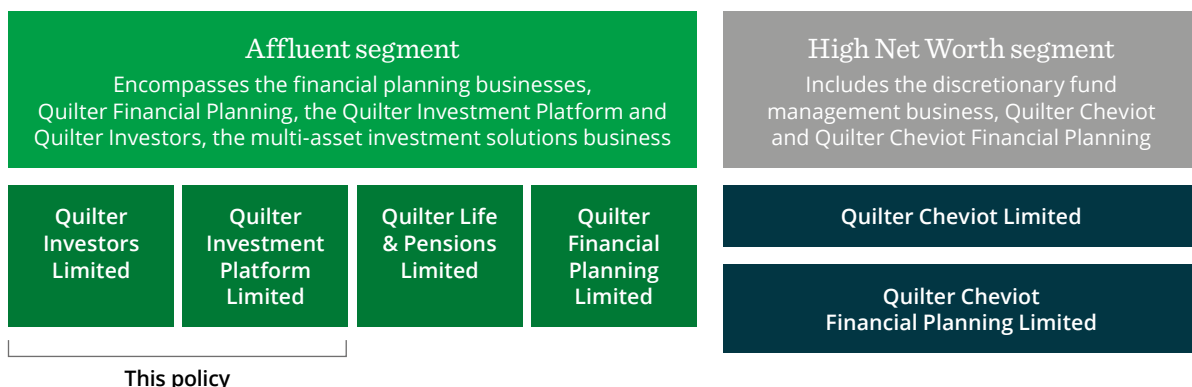 Affluent segment
Encompasses the financial planning businesses,
Quilter Financial Planning, the Quilter Investment Platform and
Quilter Investors, the multi-asset investment solutions business
High Net Worth segment
Includes the discretionary fund
management business, Quilter Cheviot
and Quilter Cheviot Financial Planning
Quilter
Investors
Limited
Quilter
Investment
Platform
Limited
Quilter Life
& Pensions
Limited
Quilter
Financial
Planning
Limited
Quilter Cheviot Limited
Quilter Cheviot
Financial Planning Limited
This policy